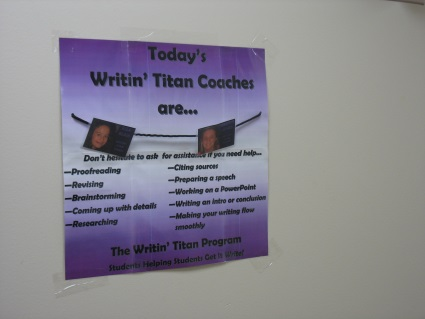 Today's
Writin' Titan Coaches
are...
Don't hesitate to ask for assistance if you need help...
—Proofreading
—Revising
—Brainstorming
—Coming up with details
—Researching
—Citing sources
—Preparing a speech
—Working on a PowerPoint
—Writing an intro or conclusion
—Making your writing flow
smoothly
The Writin' Titan Program
Students Helping Students Get It Write!